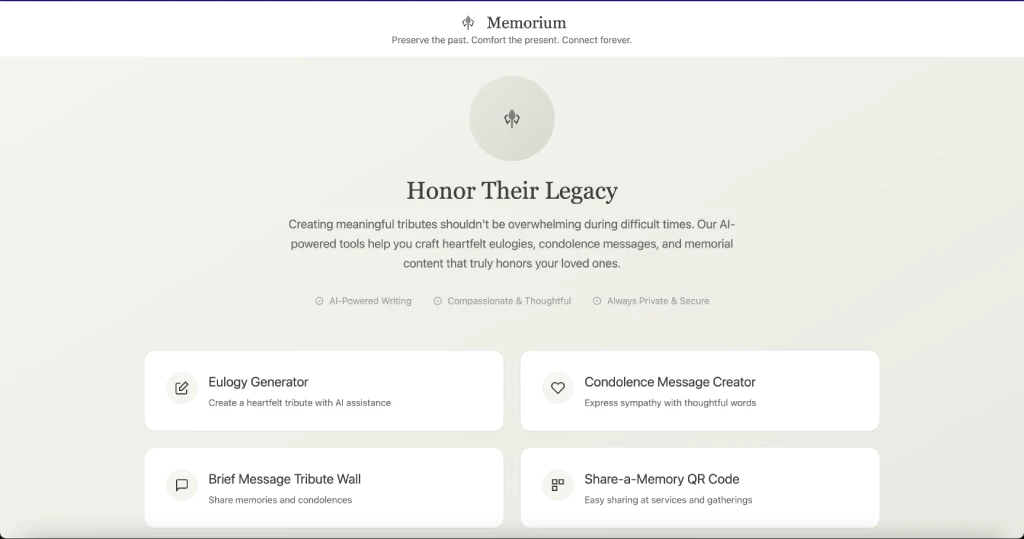 Memorium
Preserve the past. Comfort the present. Connect forever.
Honor Their Legacy
Creating meaningful tributes shouldn't be overwhelming during difficult times. Our AI-
powered tools help you craft heartfelt eulogies, condolence messages, and memorial
content that truly honors your loved ones.
AI-Powered Writing
Compassionate & Thoughtful
Always Private & Secure
Eulogy Generator
Create a heartfelt tribute with AI assistance
Condolence Message Creator
Express sympathy with thoughtful words
Brief Message Tribute Wall
Share memories and condolences
Share-a-Memory QR Code
Easy sharing at services and gatherings